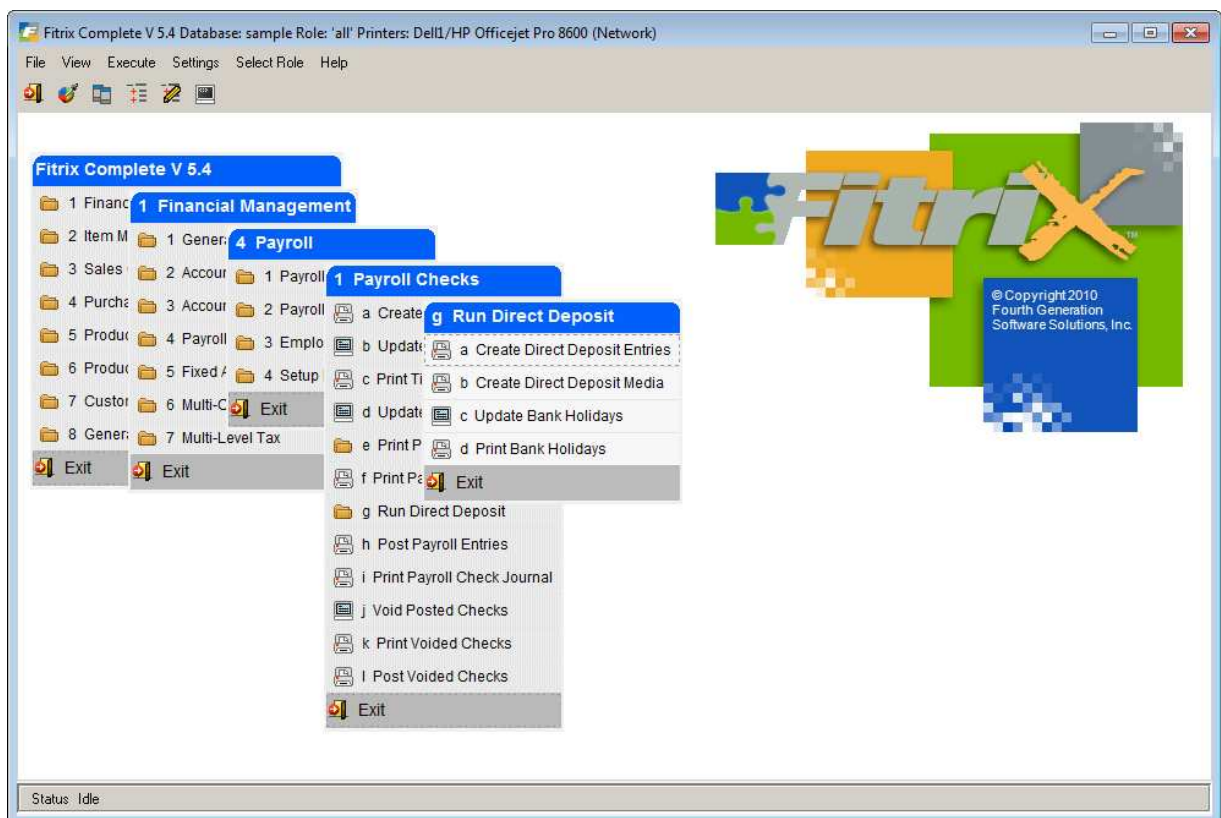 Fitrix Complete V 5.4 Database: sample Role: 'all' Printers: Dell1/HP Officejet Pro 8600 (Network)
File View Execute Settings Select Role Help
Fitrix Complete V 5.4
1 Financ
2 Item M
3 Sales
4 Purcha
5 Produc
6 Produc
7 Custor
8 Genera
Exit
1 Financial Management
1 Gener
2 Accour
3 Accour
4 Payroll
5 Fixed A
6 Multi-C
7 Multi-Level Tax
Exit
4 Payroll
1 Payroll
2 Payroll
3 Emplo
4 Setup
Exit
1 Payroll Checks
a Create
b Update
c Print Ti
d Update
e Print P
f Print Pa
g Run Direct Deposit
h Post Payroll Entries
i Print Payroll Check Journal
j Void Posted Checks
k Print Voided Checks
l Post Voided Checks
Exit
g Run Direct Deposit
a Create Direct Deposit Entries
b Create Direct Deposit Media
c Update Bank Holidays
d Print Bank Holidays
Exit
FitriX
TM
© Copyright 2010
Fourth Generation
Software Solutions, Inc.
Status Idle